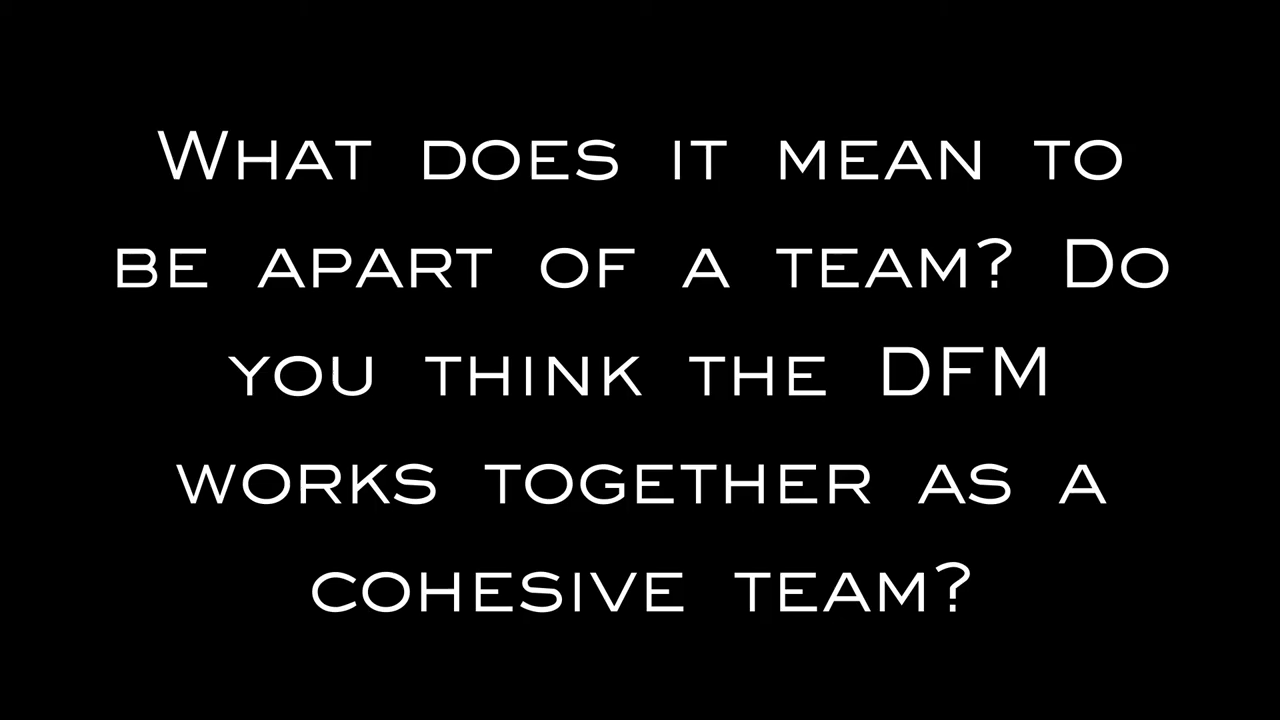 What does it mean to
be apart of a team? Do
you think the DFM
works together as a
cohesive team?